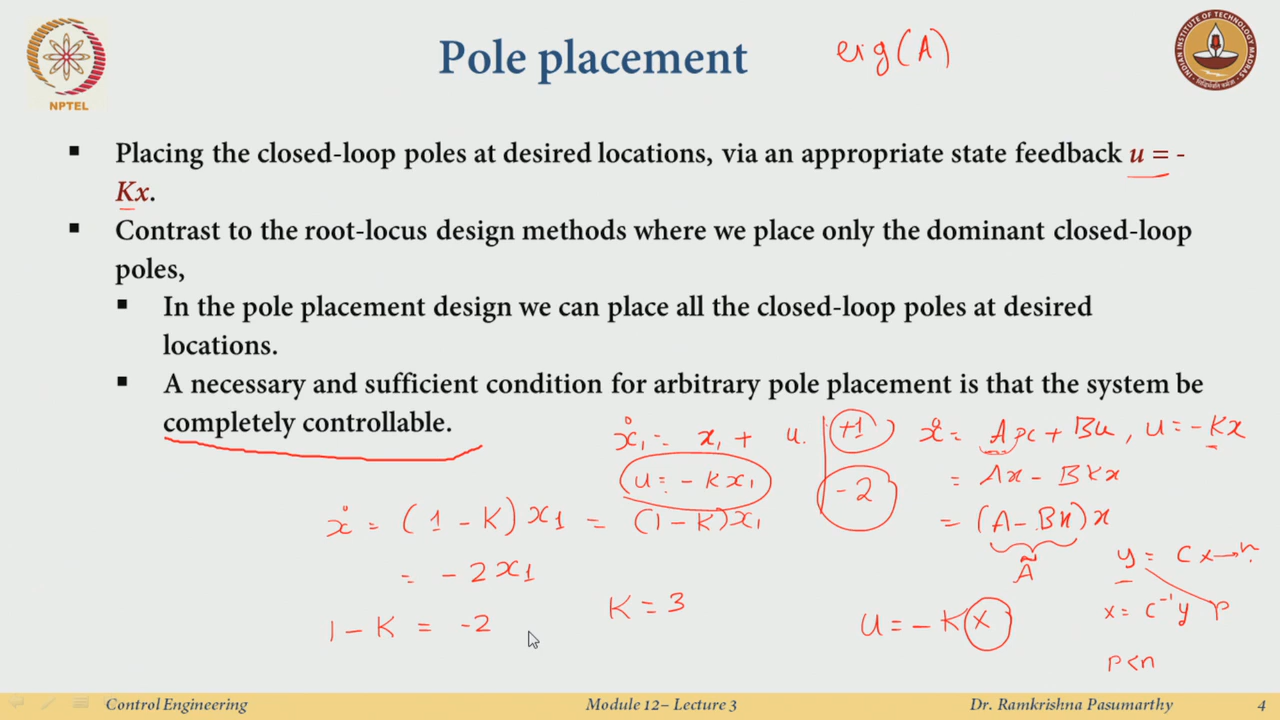 Pole placement
eig(A)
NPTEL
INDIAN INSTITUTE OF TECHNOLOGY MADRAS
▪ Placing the closed-loop poles at desired locations, via an appropriate state feedback u = -
Kx.
▪ Contrast to the root-locus design methods where we place only the dominant closed-loop
poles,
▪ In the pole placement design we can place all the closed-loop poles at desired
locations.
▪ A necessary and sufficient condition for arbitrary pole placement is that the system be
completely controllable.
ẋ₁ = x₁ + u. +1
u = - Kx₁ -2
ẋ = (1 - K) x₁ = (1 - K)x₁
= - 2x₁
1 - K = -2
K = 3
ẋ = Ax + Bu, u = - Kx
= Ax - BKx
= (A - BK)x
Ã
y = Cx → n
x = C⁻¹y p
p < n
u = - K x
Control Engineering
Module 12– Lecture 3
Dr. Ramkrishna Pasumarthy
4